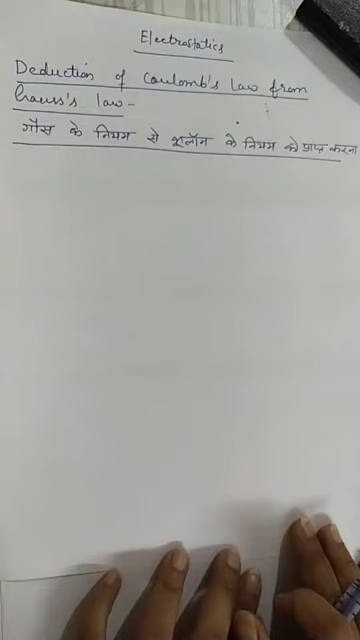 Electrostatics
Deduction of Coulomb's Law from
Gauss's law-
गौस के नियम से कूलॉम के नियम को प्राप्त करना